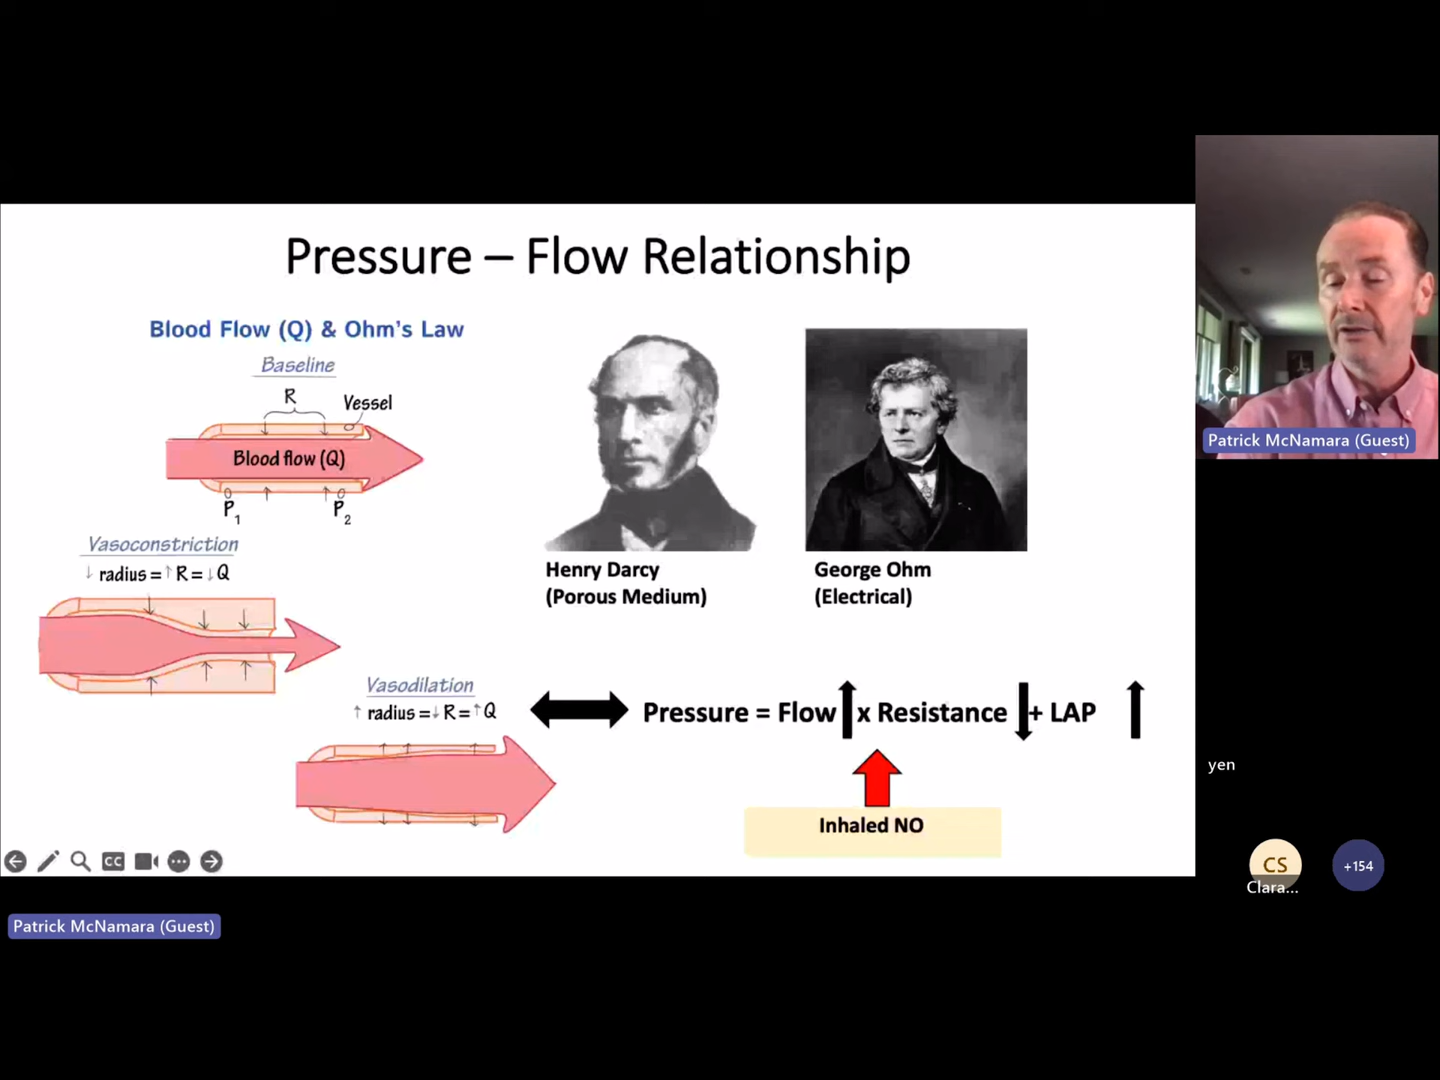 Pressure – Flow Relationship
Blood Flow (Q) & Ohm's Law
Baseline
R
Vessel
Blood flow (Q)
P1
P2
Vasoconstriction
↓ radius = ↑ R = ↓ Q
Vasodilation
↑ radius = ↓ R = ↑ Q
Henry Darcy
(Porous Medium)
George Ohm
(Electrical)
Pressure = Flow x Resistance + LAP
Inhaled NO
CC
Patrick McNamara (Guest)
yen
CS
Clara...
+154
Patrick McNamara (Guest)